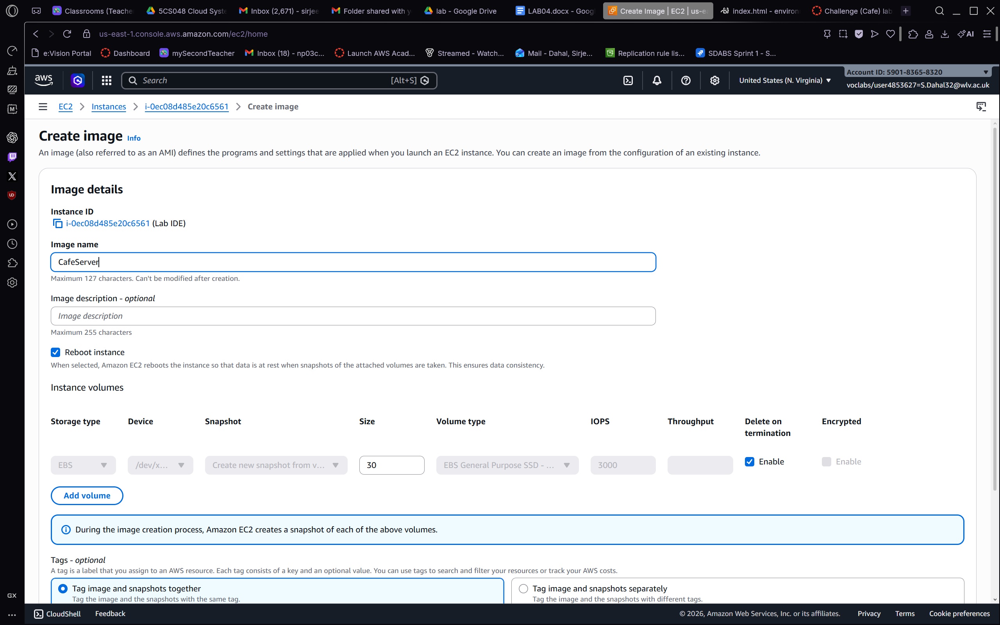 Classrooms (Teache
5CS048 Cloud Syste
Inbox (2,671) - sirjee
Folder shared with y
lab - Google Drive
LAB04.docx - Goog
Create Image | EC2 | us-e
index.html - environ
Challenge (Cafe) lab
us-east-1.console.aws.amazon.com/ec2/home
AI
e:Vision Portal
Dashboard
mySecondTeacher
Inbox (18) - np03c...
Launch AWS Acad...
Streamed - Watch...
Mail - Dahal, Sirje...
Replication rule lis...
SDABS Sprint 1 - S...
aws
Search
[Alt+S]
United States (N. Virginia)
Account ID: 5901-8365-8320
voclabs/user4853627=S.Dahal32@wlv.ac.uk
EC2 > Instances > i-0ec08d485e20c6561 > Create image
Create image Info
An image (also referred to as an AMI) defines the programs and settings that are applied when you launch an EC2 instance. You can create an image from the configuration of an existing instance.
Image details
Instance ID
i-0ec08d485e20c6561 (Lab IDE)
Image name
CafeServer
Maximum 127 characters. Can't be modified after creation.
Image description - optional
Image description
Maximum 255 characters
Reboot instance
When selected, Amazon EC2 reboots the instance so that data is at rest when snapshots of the attached volumes are taken. This ensures data consistency.
Instance volumes
Storage type Device Snapshot Size Volume type IOPS Throughput Delete on termination Encrypted
EBS /dev/x... Create new snapshot from v... 30 EBS General Purpose SSD - ... 3000 Enable Enable
Add volume
During the image creation process, Amazon EC2 creates a snapshot of each of the above volumes.
Tags - optional
A tag is a label that you assign to an AWS resource. Each tag consists of a key and an optional value. You can use tags to search and filter your resources or track your AWS costs.
Tag image and snapshots together
Tag the image and the snapshots with the same tag.
Tag image and snapshots separately
Tag the image and the snapshots with different tags.
GX
CloudShell
Feedback
© 2026, Amazon Web Services, Inc. or its affiliates.
Privacy
Terms
Cookie preferences